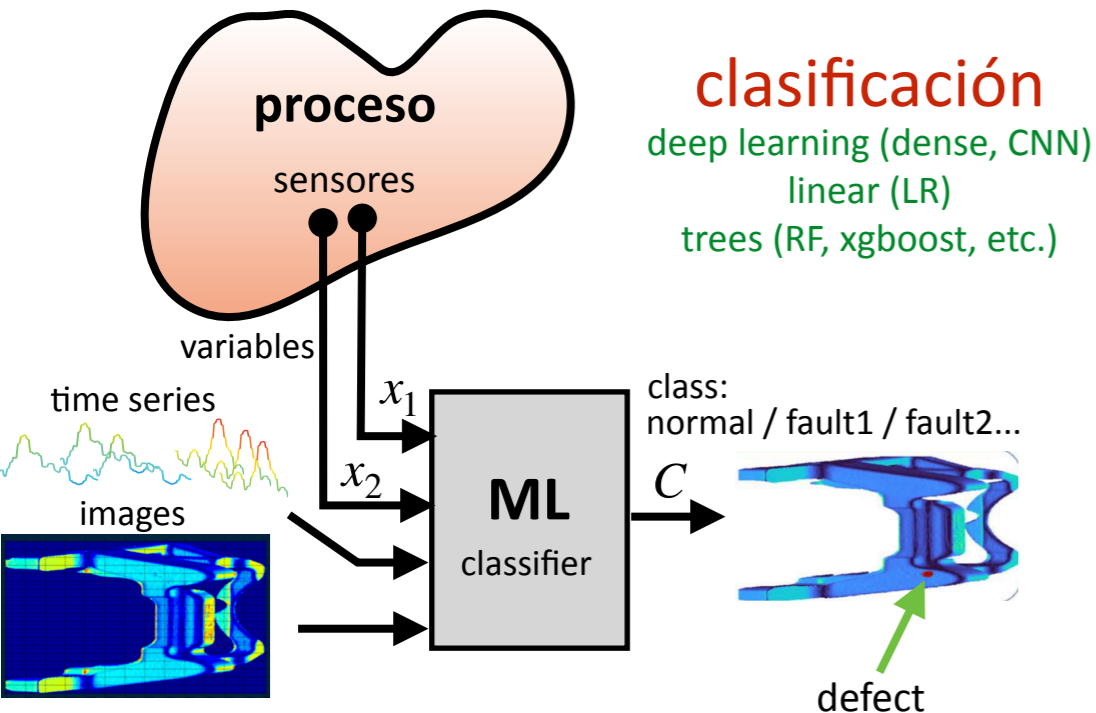 proceso
sensores
clasificación
deep learning (dense, CNN)
linear (LR)
trees (RF, xgboost, etc.)
variables
time series
images
x1
x2
ML
classifier
class:
normal / fault1 / fault2...
C
defect